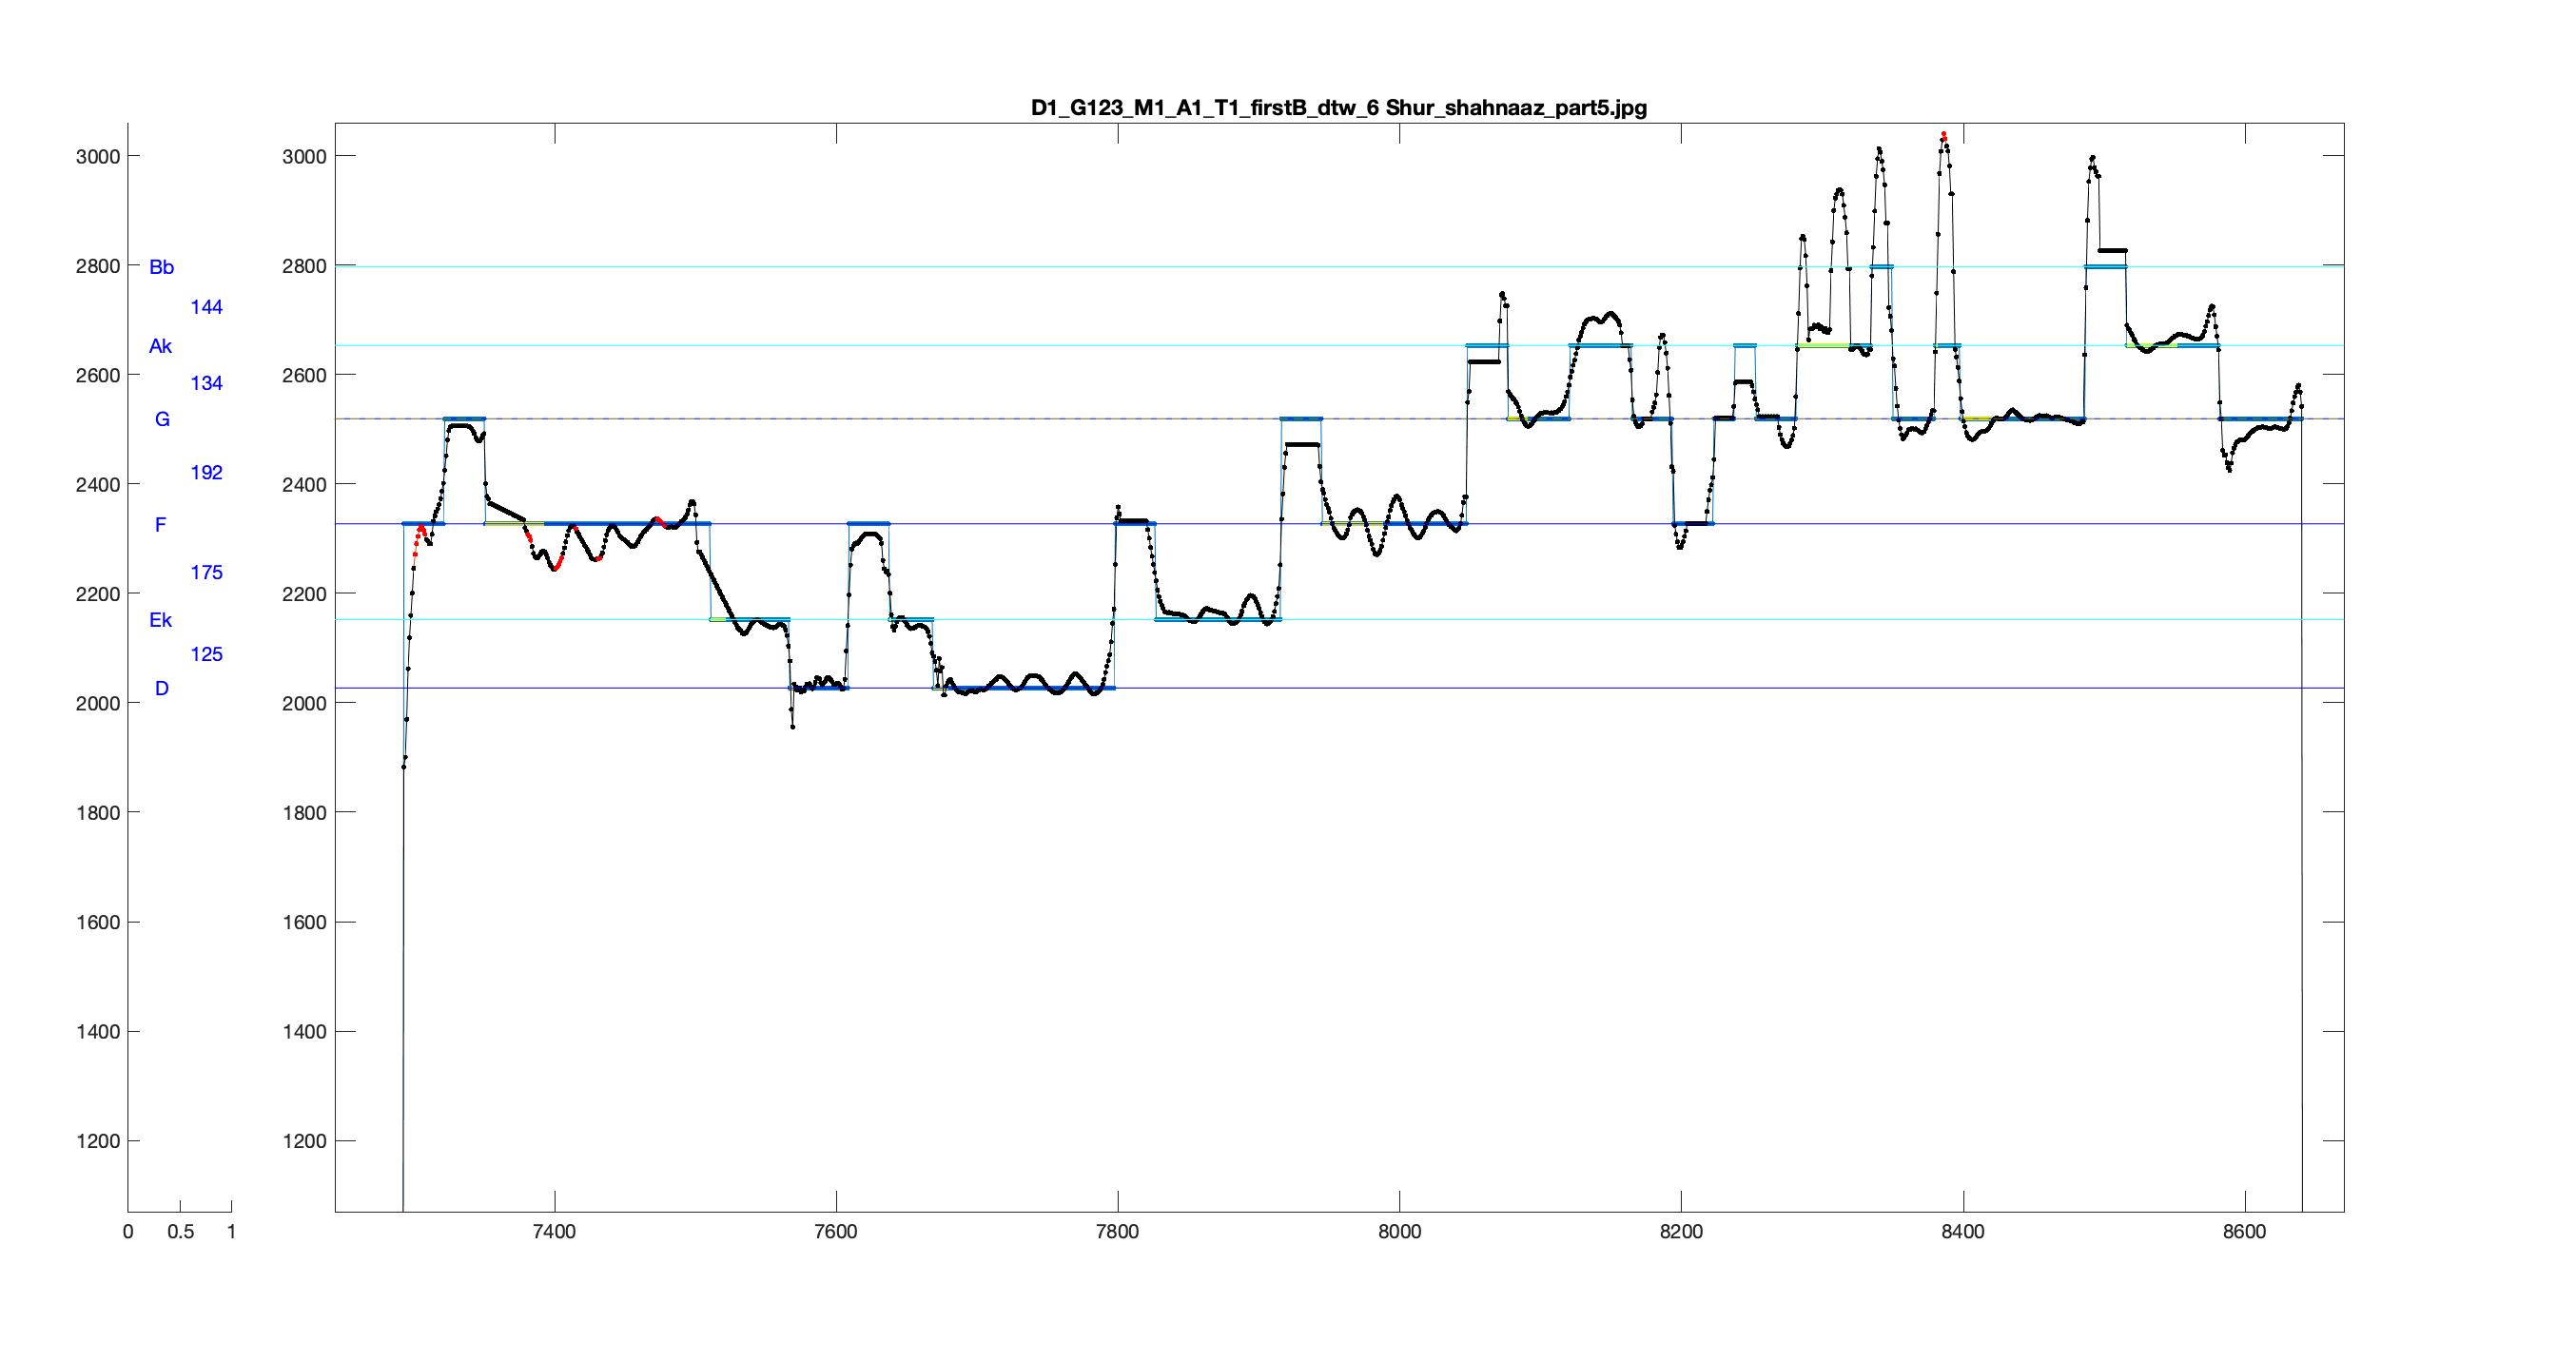 D1_G123_M1_A1_T1_firstB_dtw_6 Shur_shahnaaz_part5.jpg
3000 3000
2800 Bb 2800
144
Ak
2600 134 2600
G
192
2400 2400
F
175
2200 2200
Ek
125
D
2000 2000
1800 1800
1600 1600
1400 1400
1200 1200
0 0.5 1 7400 7600 7800 8000 8200 8400 8600